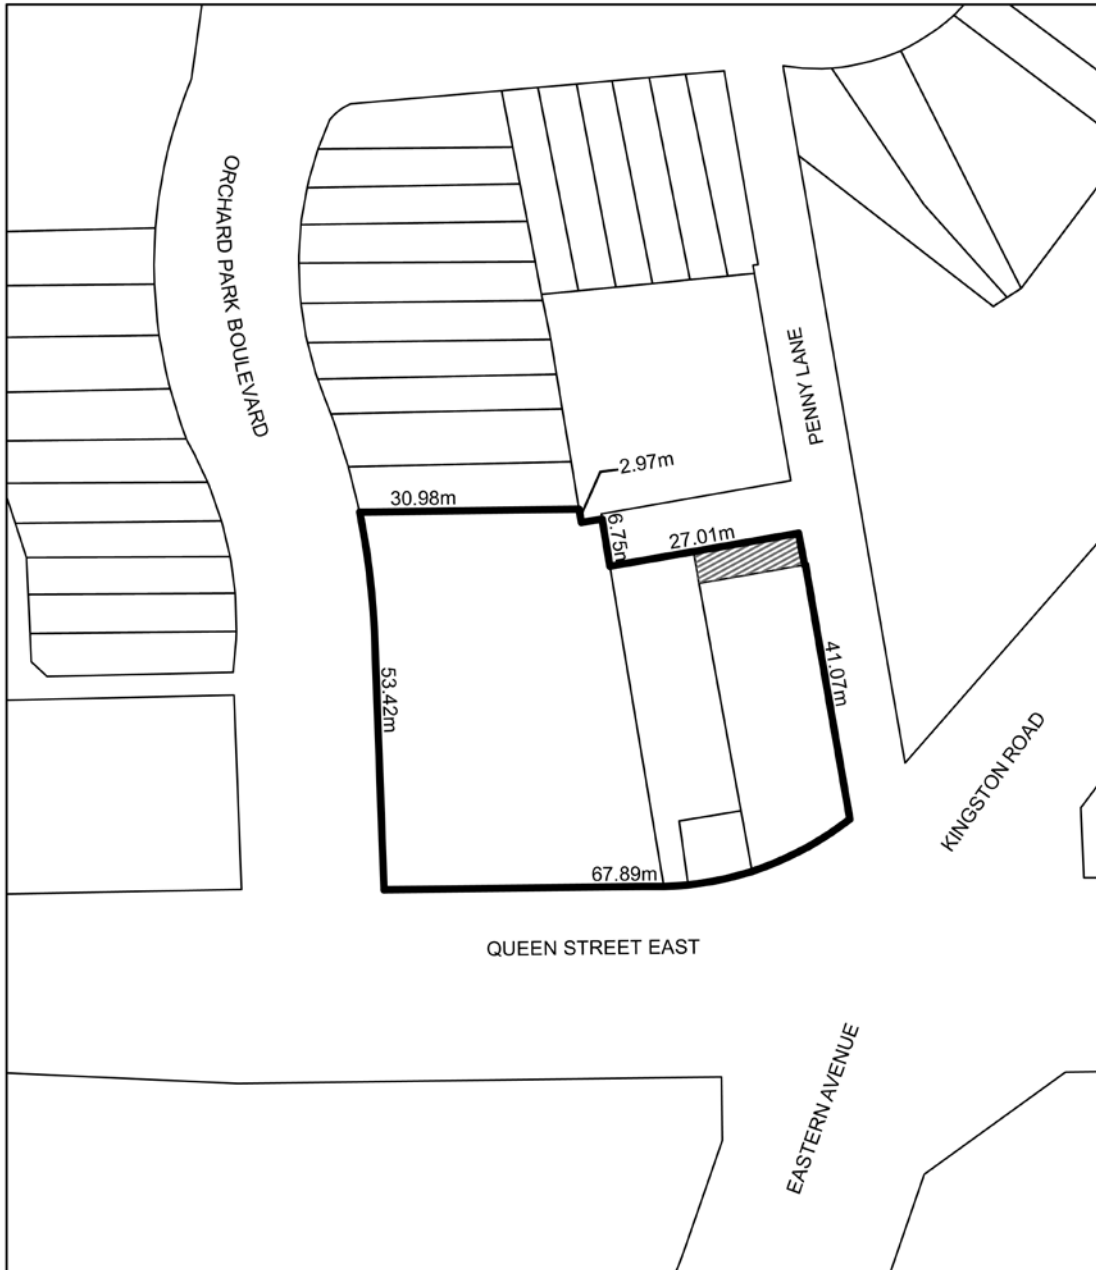 ORCHARD PARK BOULEVARD
PENNY LANE
2.97m
30.98m
6.75m
27.01m
41.07m
53.42m
67.89m
KINGSTON ROAD
QUEEN STREET EAST
EASTERN AVENUE